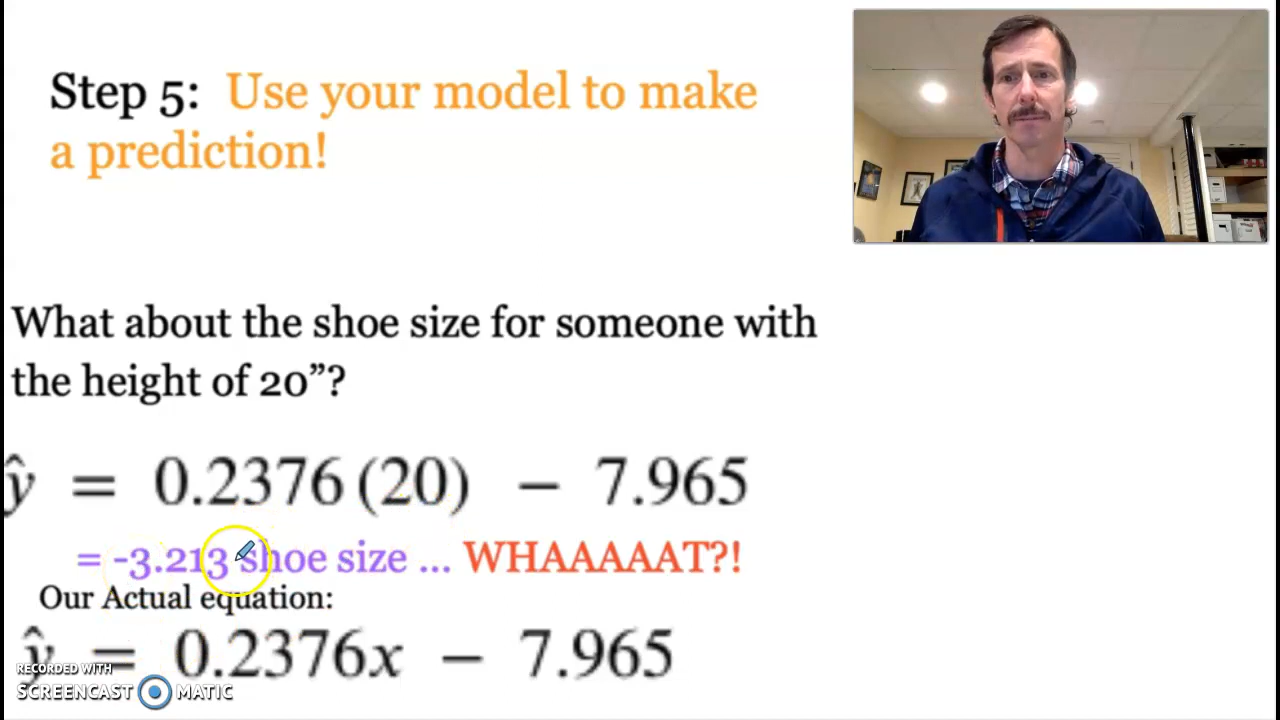 Step 5: Use your model to make
a prediction!
What about the shoe size for someone with
the height of 20”?
ŷ = 0.2376(20) − 7.965
= -3.213 shoe size ... WHAAAAAT?!
Our Actual equation:
ŷ = 0.2376x − 7.965
RECORDED WITH
SCREENCAST MATIC